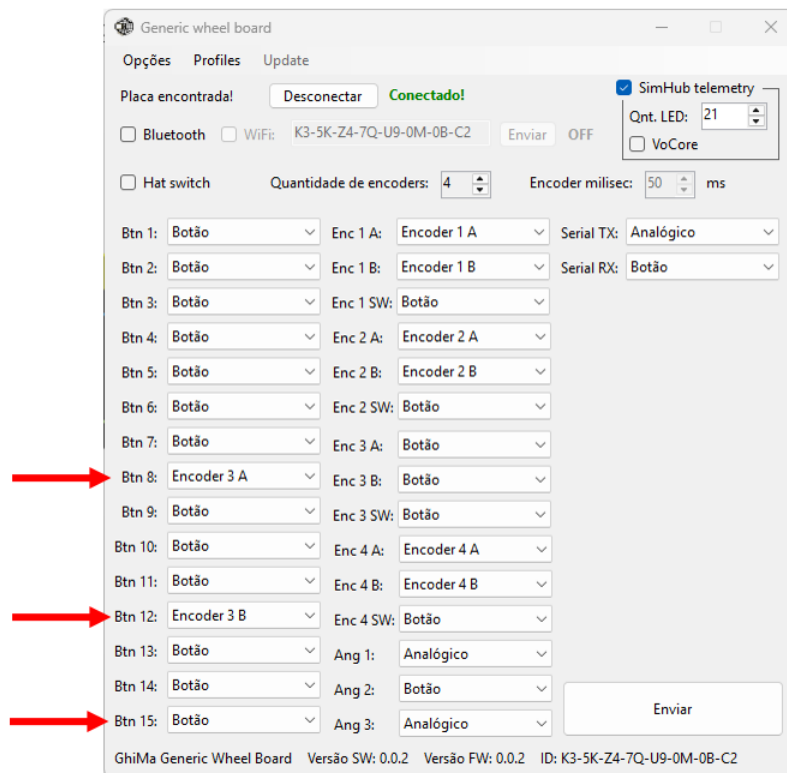 Generic wheel board
Opções Profiles Update
Placa encontrada! Desconectar Conectado! SimHub telemetry
Qnt. LED: 21
Bluetooth WiFi: K3-5K-Z4-7Q-U9-0M-0B-C2 Enviar OFF
VoCore
Hat switch Quantidade de encoders: 4 Encoder milisec: 50 ms
Btn 1: Botão Enc 1 A: Encoder 1 A Serial TX: Analógico
Btn 2: Botão Enc 1 B: Encoder 1 B Serial RX: Botão
Btn 3: Botão Enc 1 SW: Botão
Btn 4: Botão Enc 2 A: Encoder 2 A
Btn 5: Botão Enc 2 B: Encoder 2 B
Btn 6: Botão Enc 2 SW: Botão
Btn 7: Botão Enc 3 A: Botão
Btn 8: Encoder 3 A Enc 3 B: Botão
Btn 9: Botão Enc 3 SW: Botão
Btn 10: Botão Enc 4 A: Encoder 4 A
Btn 11: Botão Enc 4 B: Encoder 4 B
Btn 12: Encoder 3 B Enc 4 SW: Botão
Btn 13: Botão Ang 1: Analógico
Btn 14: Botão Ang 2: Botão
Btn 15: Botão Ang 3: Analógico
Enviar
GhiMa Generic Wheel Board Versão SW: 0.0.2 Versão FW: 0.0.2 ID: K3-5K-Z4-7Q-U9-0M-0B-C2